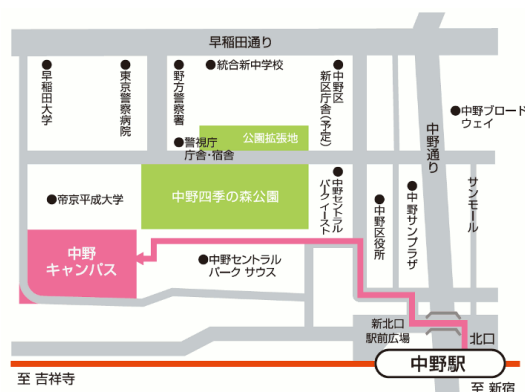 早稲田通り
早稲田大学
東京警察病院
野方警察署
統合新中学校
中野区
新区庁舎(予定)
中野ブロード
ウェイ
公園拡張地
警視庁
庁舎・宿舎
中野通り
帝京平成大学
中野四季の森公園
中野セントラル
パーク イースト
中野区役所
中野サンプラザ
サンモール
中野
キャンパス
中野セントラル
パーク サウス
新北口
駅前広場
北口
中野駅
至 吉祥寺
至 新宿